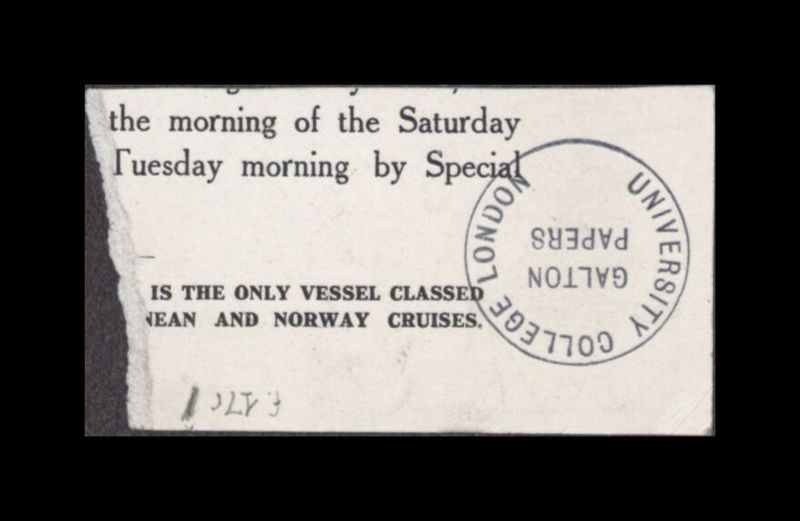 the morning of the Saturday
Tuesday morning by Special
IS THE ONLY VESSEL CLASSED
NEAN AND NORWAY CRUISES.
UNIVERSITY COLLEGE LONDON
GALTON
PAPERS